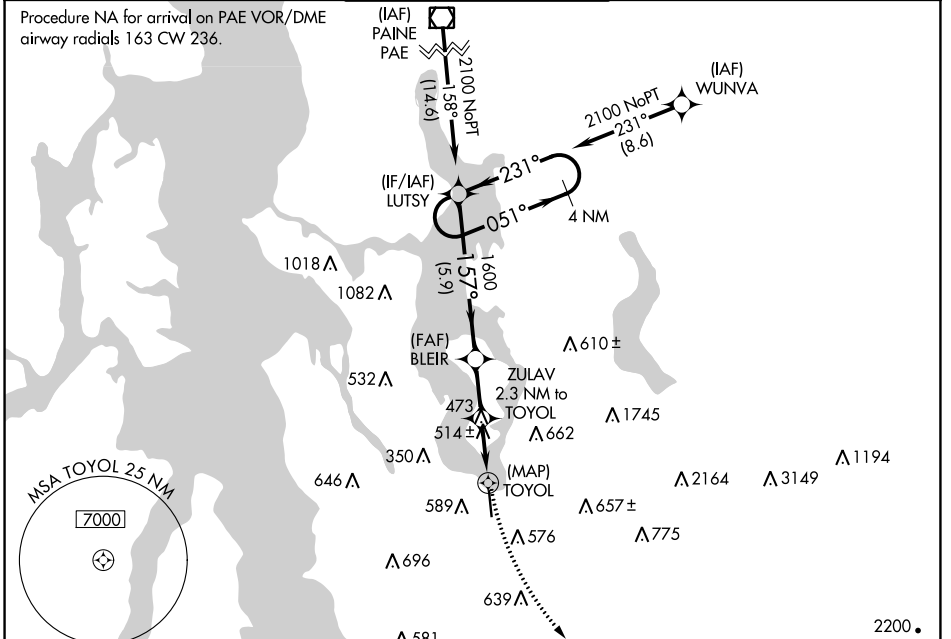 Procedure NA for arrival on PAE VOR/DME
airway radials 163 CW 236.
(IAF)
PAINE
PAE
2100 NoPT
158°
(14.6)
(IAF)
WUNVA
2100 NoPT
231°
(8.6)
(IF/IAF)
LUTSY
231°
051°
4 NM
1600
157°
(5.9)
1018
1082
(FAF)
BLEIR
610 ±
532
ZULAV
2.3 NM to
TOYOL
473
514 ±
662
1745
350
646
(MAP)
TOYOL
1194
2164
3149
589
657 ±
576
775
696
639
581
2200
MSA TOYOL 25 NM
7000